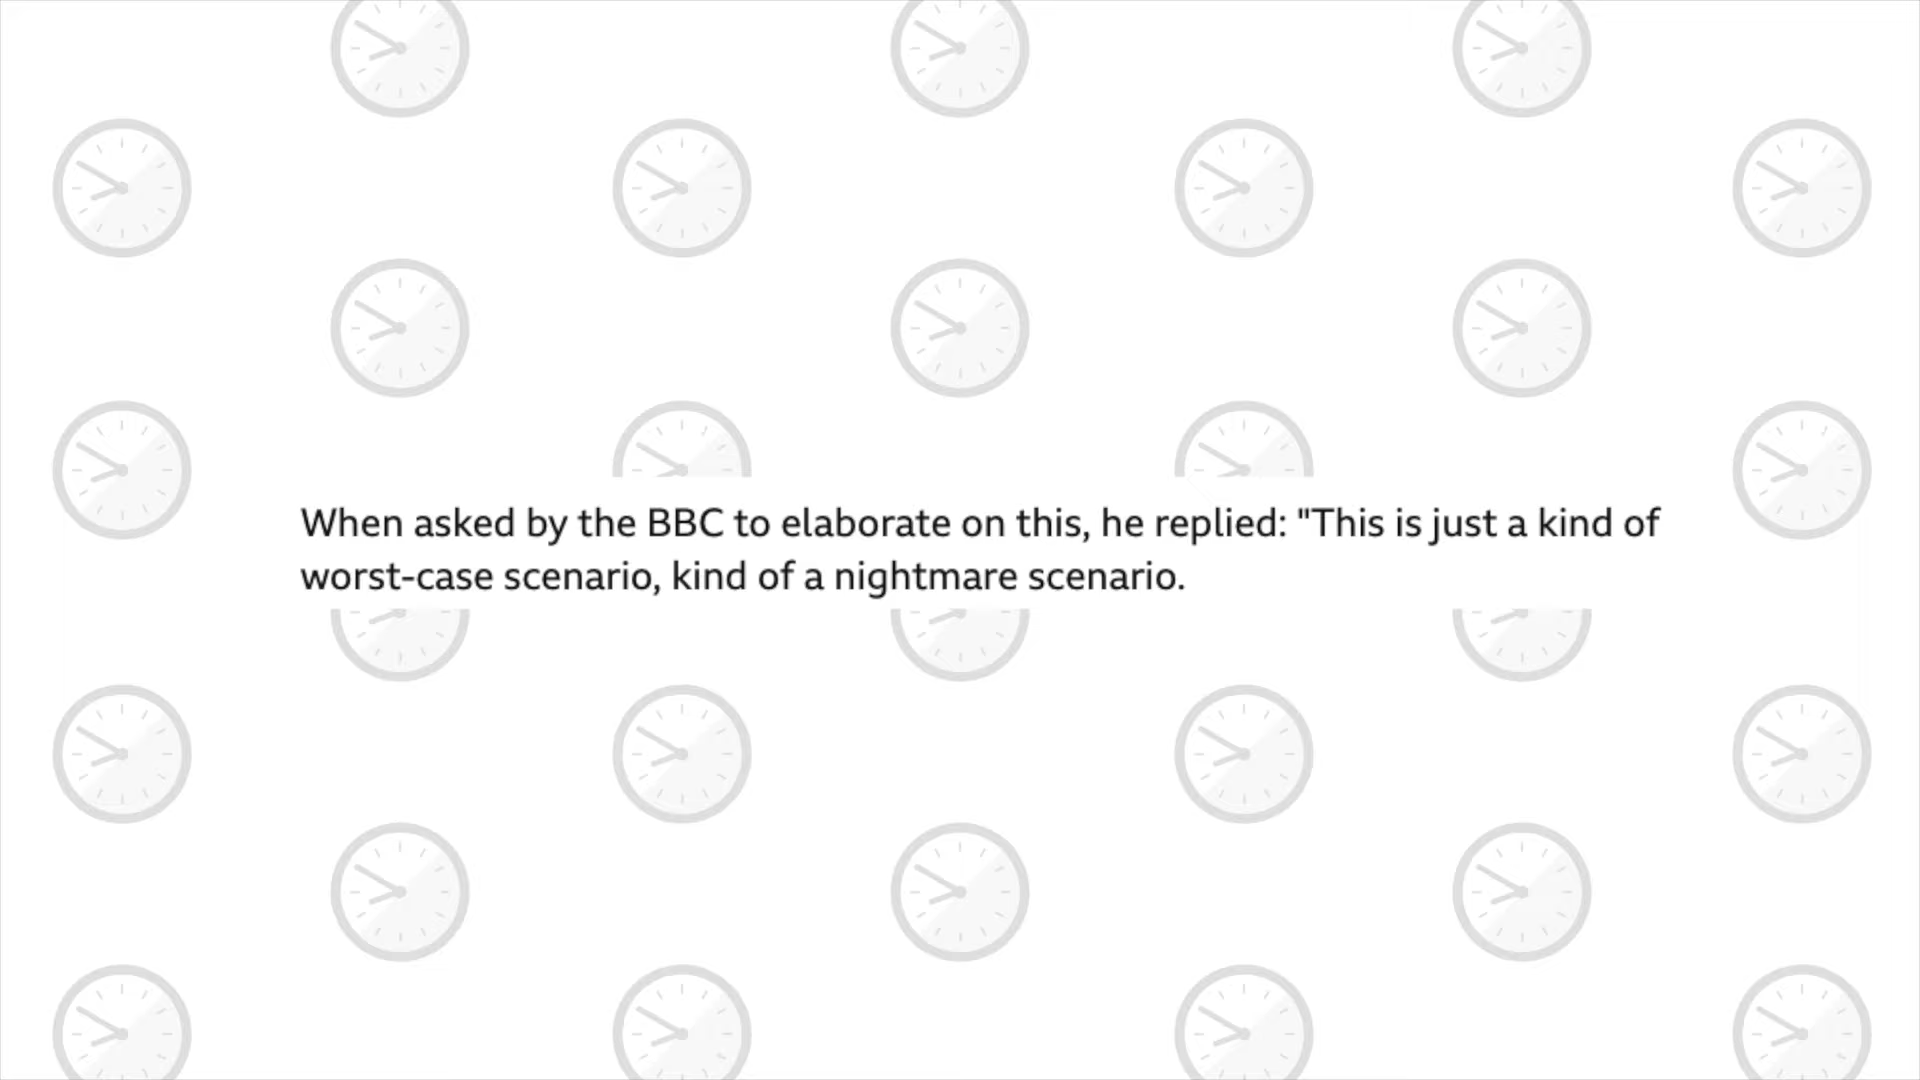 When asked by the BBC to elaborate on this, he replied: "This is just a kind of
worst-case scenario, kind of a nightmare scenario.